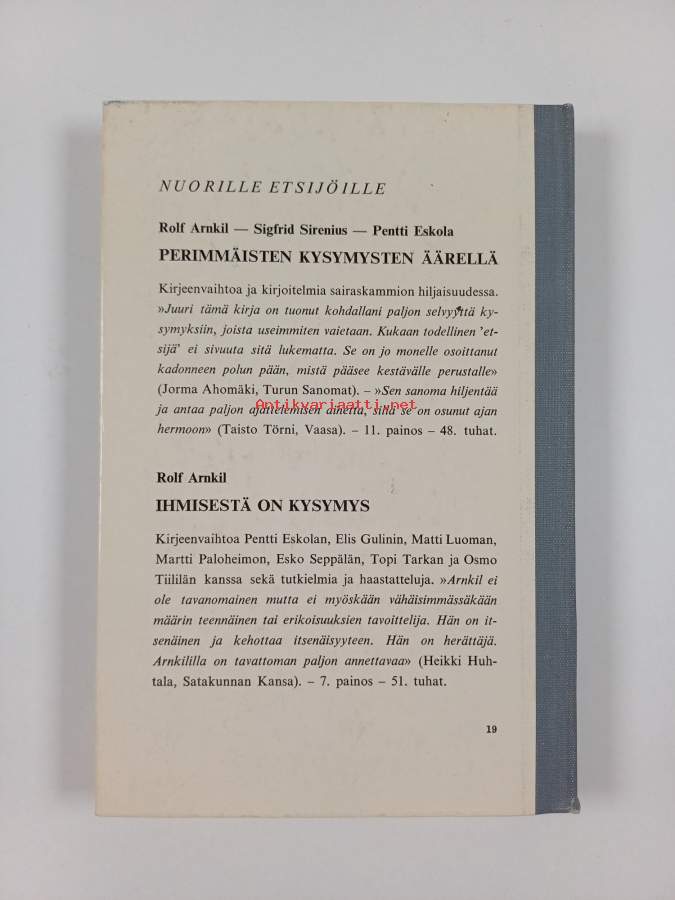 NUORILLE ETSIJÖILLE
Rolf Arnkil — Sigfrid Sirenius — Pentti Eskola
PERIMMÄISTEN KYSYMYSTEN ÄÄRELLÄ
Kirjeenvaihtoa ja kirjoitelmia sairaskammion hiljaisuudessa.
»Juuri tämä kirja on tuonut kohdallani paljon selvyyttä ky-
symyksiin, joista useimmiten vaietaan. Kukaan todellinen 'et-
sijä' ei sivuuta sitä lukematta. Se on jo monelle osoittanut
kadonneen polun pään, mistä pääsee kestävälle perustalle»
(Jorma Ahomäki, Turun Sanomat). – »Sen sanoma hiljentää
Antikvariaatti.net
ja antaa paljon ajattelemisen ainetta, sillä se on osunut ajan
hermoon» (Taisto Törni, Vaasa). – 11. painos – 48. tuhat.
Rolf Arnkil
IHMISESTÄ ON KYSYMYS
Kirjeenvaihtoa Pentti Eskolan, Elis Gulinin, Matti Luoman,
Martti Paloheimon, Esko Seppälän, Topi Tarkan ja Osmo
Tiililän kanssa sekä tutkielmia ja haastatteluja. »Arnkil ei
ole tavanomainen mutta ei myöskään vähäisimmässäkään
määrin teennäinen tai erikoisuuksien tavoittelija. Hän on it-
senäinen ja kehottaa itsenäisyyteen. Hän on herättäjä.
Arnkililla on tavattoman paljon annettavaa» (Heikki Huh-
tala, Satakunnan Kansa). – 7. painos – 51. tuhat.
19